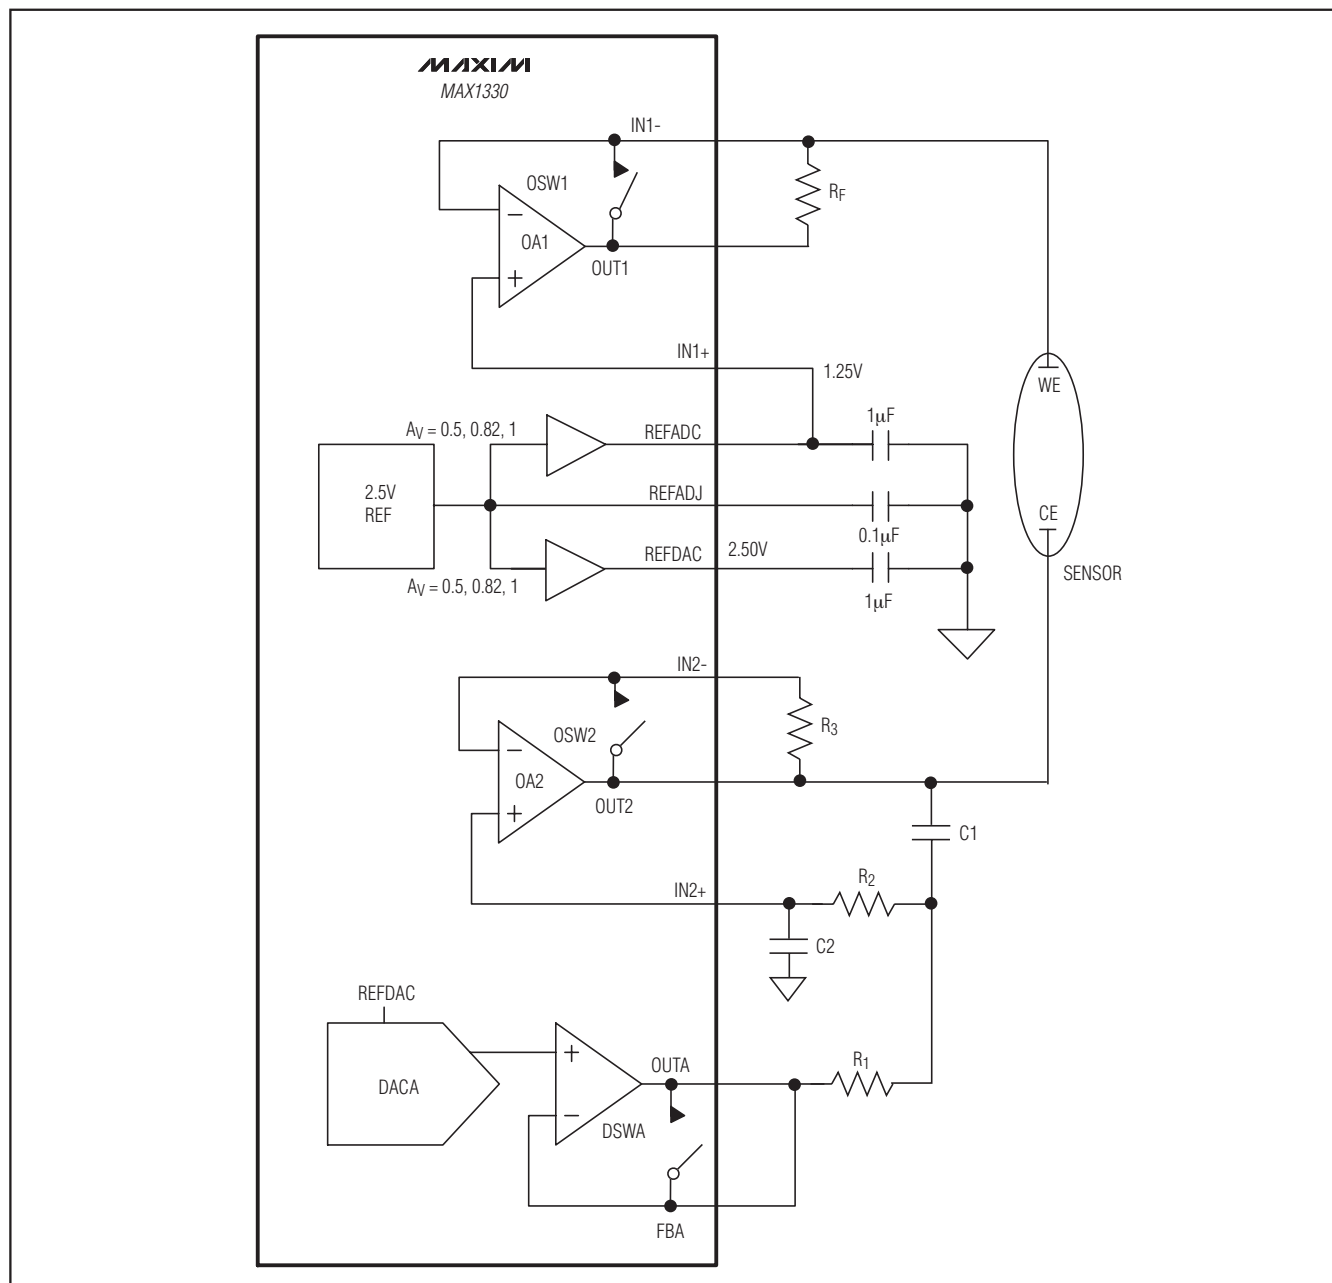 MAXIM
MAX1330
IN1-
OSW1
RF
OA1
OUT1
IN1+
1.25V
WE
1μF
AV = 0.5, 0.82, 1
REFADC
2.5V
REF
REFADJ
CE
0.1μF
REFDAC
2.50V
AV = 0.5, 0.82, 1
SENSOR
1μF
IN2-
R3
OSW2
OA2
OUT2
C1
R2
IN2+
C2
REFDAC
R1
OUTA
DACA
DSWA
FBA